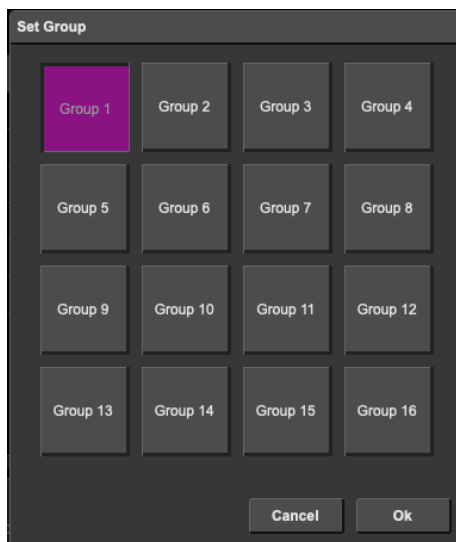 Set Group
Group 1 Group 2 Group 3 Group 4
Group 5 Group 6 Group 7 Group 8
Group 9 Group 10 Group 11 Group 12
Group 13 Group 14 Group 15 Group 16
Cancel Ok